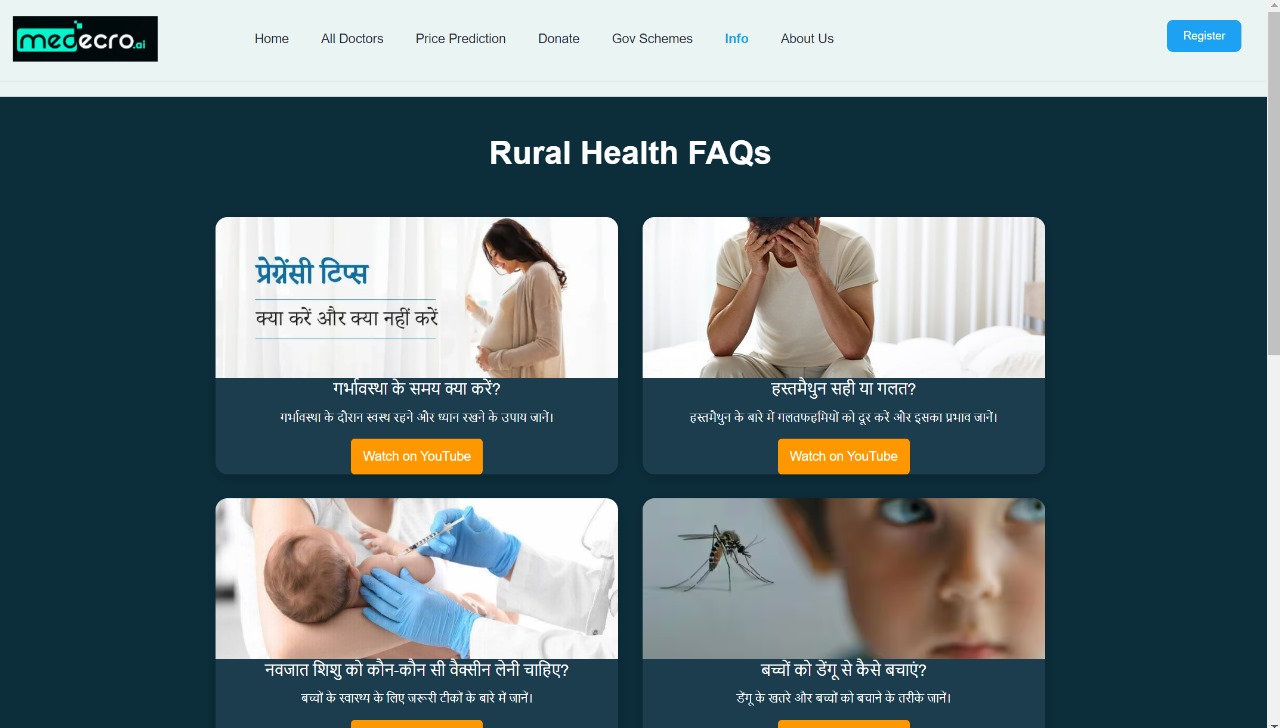 medecro.ai
Home
All Doctors
Price Prediction
Donate
Gov Schemes
Info
About Us
Register
Rural Health FAQs
प्रेग्नेंसी टिप्स
क्या करें और क्या नहीं करें
गर्भावस्था के समय क्या करें?
गर्भावस्था के दौरान स्वस्थ रहने और ध्यान रखने के उपाय जानें।
Watch on YouTube
हस्तमैथुन सही या गलत?
हस्तमैथुन के बारे में गलतफहमियों को दूर करें और इसका प्रभाव जानें।
Watch on YouTube
नवजात शिशु को कौन-कौन सी वैक्सीन लेनी चाहिए?
बच्चों के स्वास्थ्य के लिए जरूरी टीकों के बारे में जानें।
बच्चों को डेंगू से कैसे बचाएं?
डेंगू के खतरे और बच्चों को बचाने के तरीके जानें।